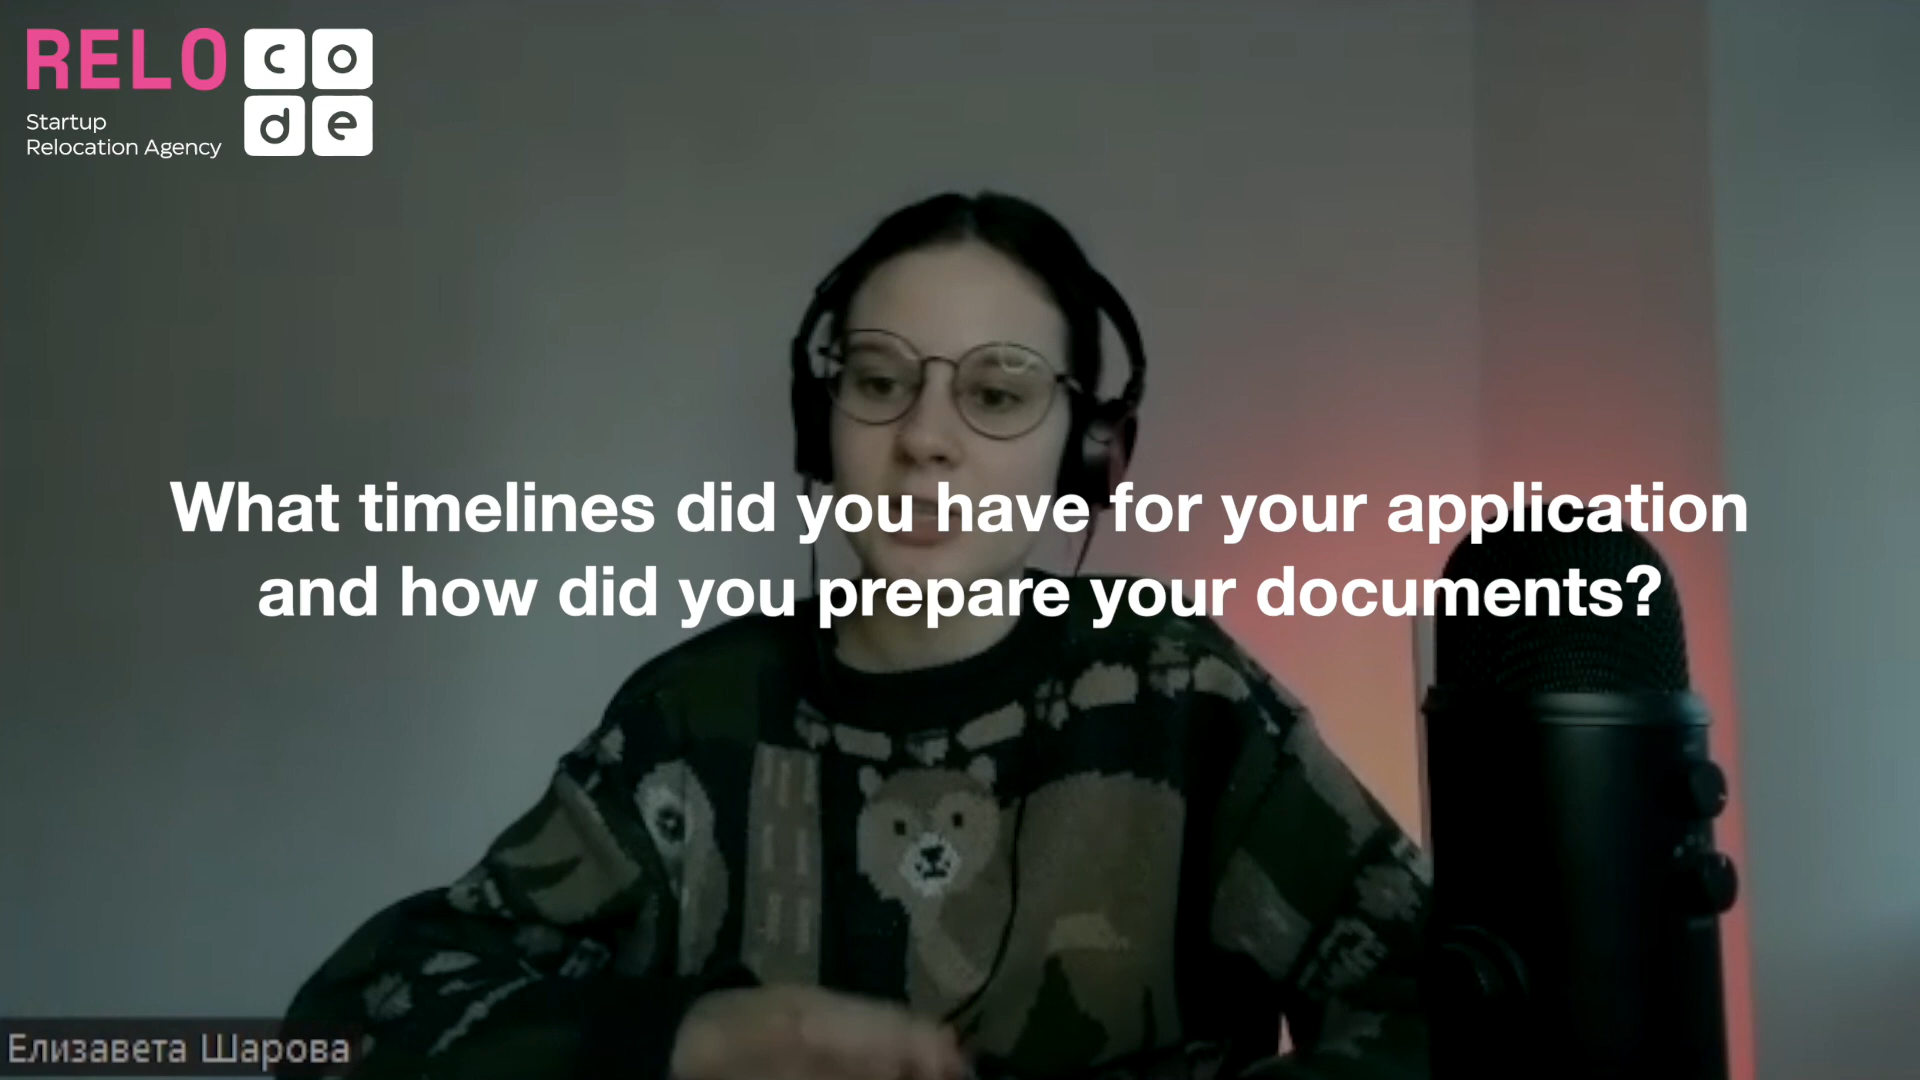 RELO code
Startup
Relocation Agency
What timelines did you have for your application
and how did you prepare your documents?
Елизавета Шарова